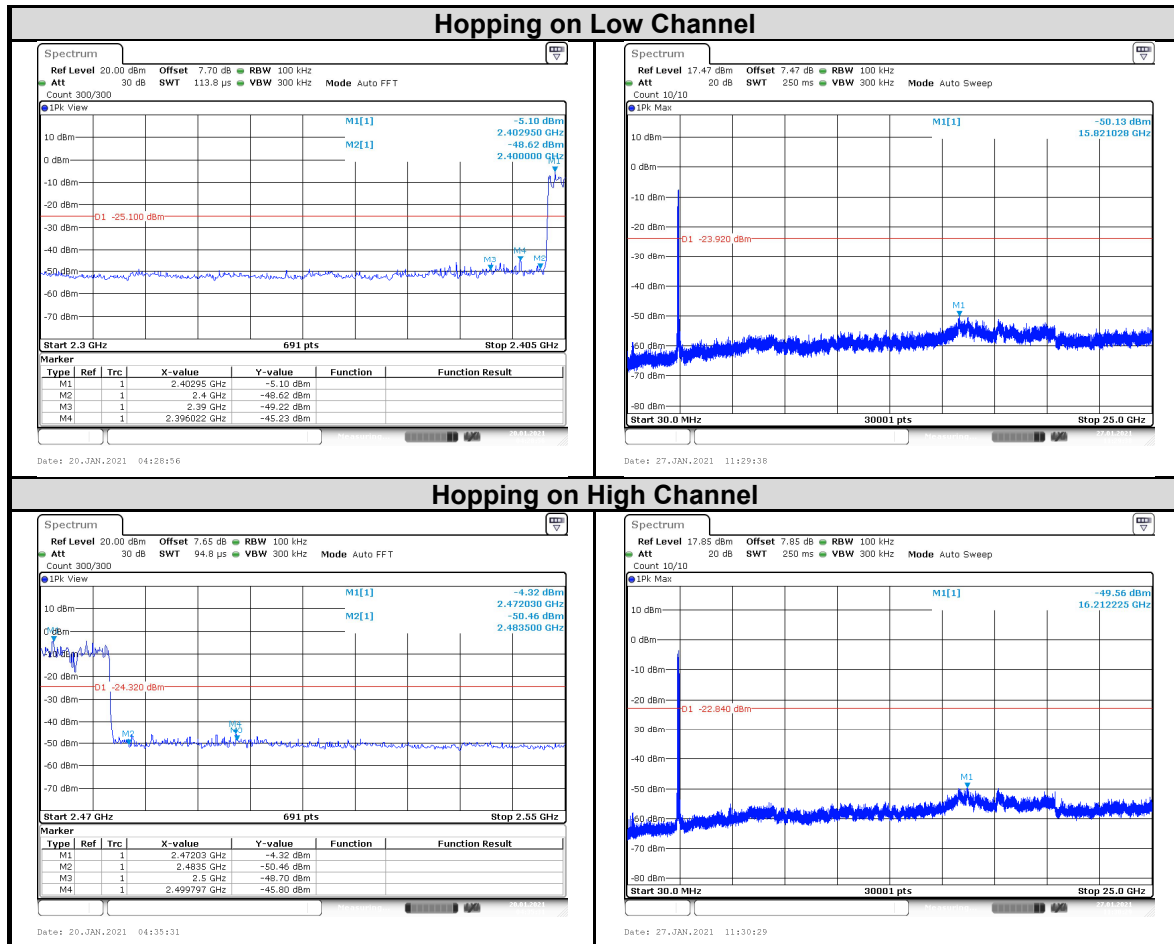 Hopping on Low Channel
Spectrum
Ref Level 20.00 dBm Offset 7.70 dB RBW 100 kHz
Att 30 dB SWT 113.8 µs VBW 300 kHz Mode Auto FFT
Count 300/300
1Pk View
M1[1] -5.10 dBm
2.402950 GHz
M2[1] -48.62 dBm
2.400000 GHz
M1
10 dBm
0 dBm
-10 dBm
-20 dBm
D1 -25.100 dBm
-30 dBm
-40 dBm
M3 M4 M2
-50 dBm
-60 dBm
-70 dBm
Start 2.3 GHz 691 pts Stop 2.405 GHz
Marker
Type Ref Trc X-value Y-value Function Function Result
M1 1 2.40295 GHz -5.10 dBm
M2 1 2.4 GHz -48.62 dBm
M3 1 2.39 GHz -49.22 dBm
M4 1 2.396022 GHz -45.23 dBm
Date: 20.JAN.2021 04:28:56
Spectrum
Ref Level 17.47 dBm Offset 7.47 dB RBW 100 kHz
Att 20 dB SWT 250 ms VBW 300 kHz Mode Auto Sweep
Count 10/10
1Pk Max
M1[1] -50.13 dBm
15.821028 GHz
10 dBm
0 dBm
-10 dBm
-20 dBm
D1 -23.920 dBm
-30 dBm
-40 dBm
-50 dBm
M1
-60 dBm
-70 dBm
-80 dBm
Start 30.0 MHz 30001 pts Stop 25.0 GHz
Date: 27.JAN.2021 11:29:38
Hopping on High Channel
Spectrum
Ref Level 20.00 dBm Offset 7.65 dB RBW 100 kHz
Att 30 dB SWT 94.8 µs VBW 300 kHz Mode Auto FFT
Count 300/300
1Pk View
M1[1] -4.32 dBm
2.472030 GHz
M2[1] -50.46 dBm
2.483500 GHz
10 dBm
0 dBm
M1
-10 dBm
-20 dBm
D1 -24.320 dBm
-30 dBm
-40 dBm
M2 M4
-50 dBm
-60 dBm
-70 dBm
Start 2.47 GHz 691 pts Stop 2.55 GHz
Marker
Type Ref Trc X-value Y-value Function Function Result
M1 1 2.47203 GHz -4.32 dBm
M2 1 2.4835 GHz -50.46 dBm
M3 1 2.5 GHz -48.70 dBm
M4 1 2.499797 GHz -45.80 dBm
Date: 20.JAN.2021 04:35:31
Spectrum
Ref Level 17.85 dBm Offset 7.85 dB RBW 100 kHz
Att 20 dB SWT 250 ms VBW 300 kHz Mode Auto Sweep
Count 10/10
1Pk Max
M1[1] -49.56 dBm
16.212225 GHz
10 dBm
0 dBm
-10 dBm
-20 dBm
D1 -22.840 dBm
30 dBm
-40 dBm
M1
-50 dBm
-60 dBm
-70 dBm
-80 dBm
Start 30.0 MHz 30001 pts Stop 25.0 GHz
Date: 27.JAN.2021 11:30:29